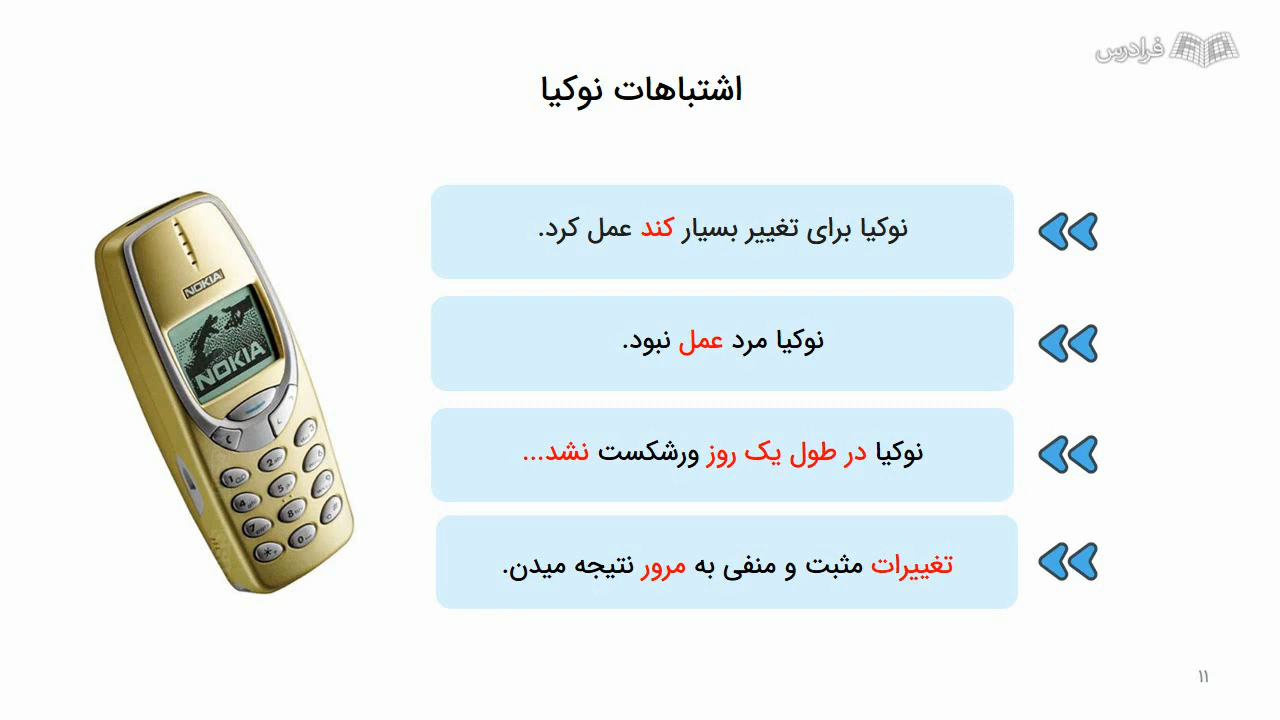 فرادرس
اشتباهات نوکیا
نوکیا برای تغییر بسیار کند عمل کرد.
نوکیا مرد عمل نبود.
نوکیا در طول یک روز ورشکست نشد...
تغییرات مثبت و منفی به مرور نتیجه میدن.
NOKIA
NOKIA
۱۱